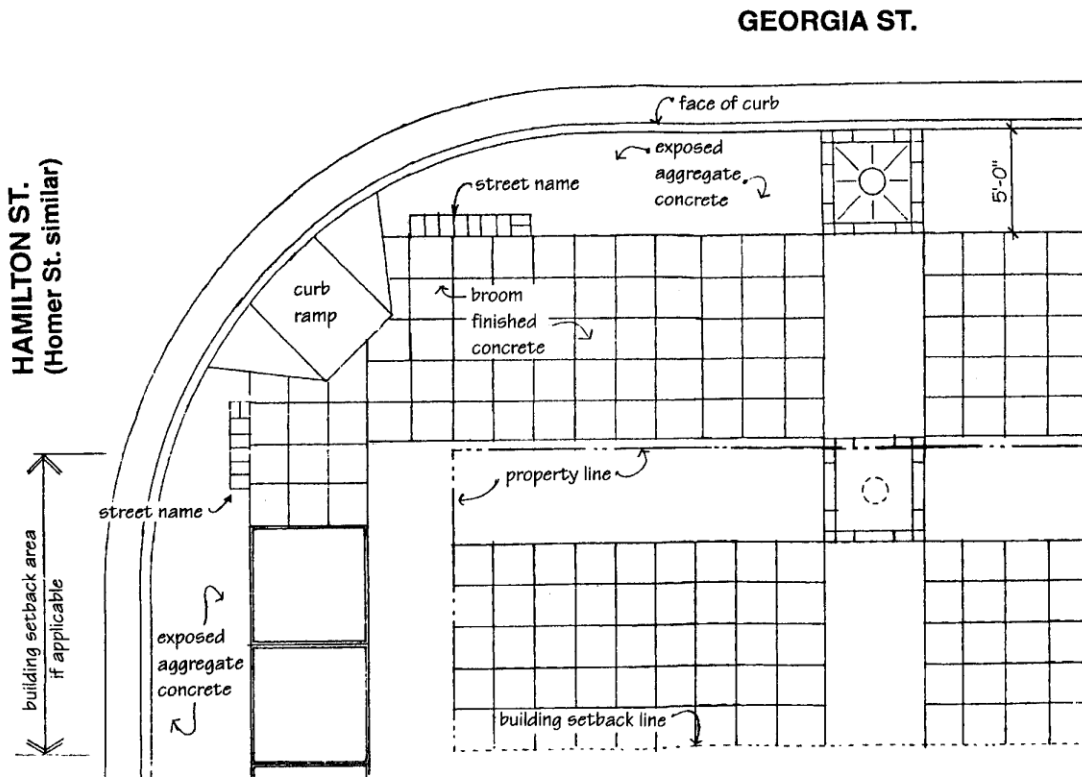 GEORGIA ST.
HAMILTON ST.
(Homer St. similar)
face of curb
exposed
aggregate
concrete
street name
5'-0"
curb
ramp
broom
finished
concrete
property line
street name
building setback area
if applicable
exposed
aggregate
concrete
building setback line